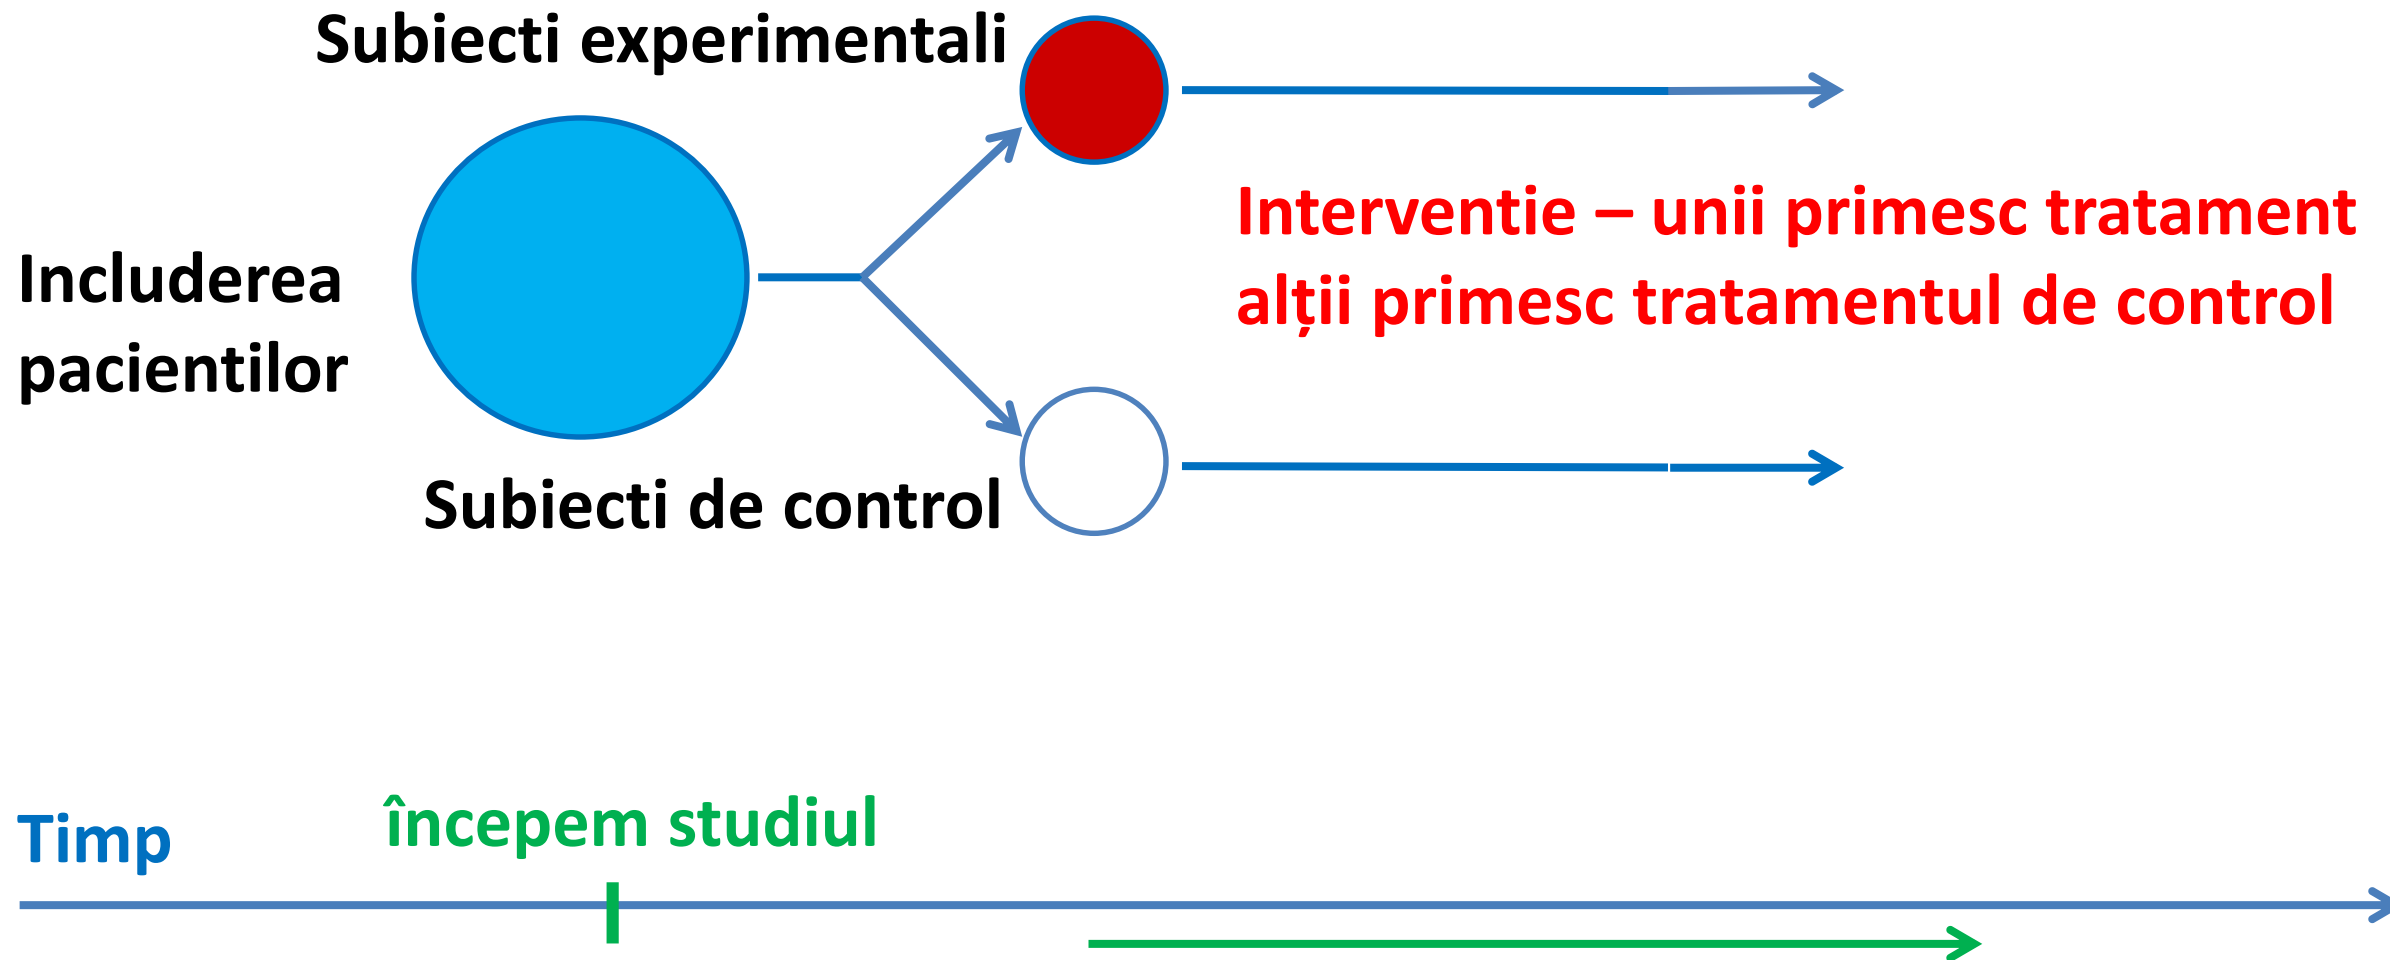 Subiecti experimentali
Interventie – unii primesc tratament
alții primesc tratamentul de control
Includerea
pacientilor
Subiecti de control
Timp
începem studiul